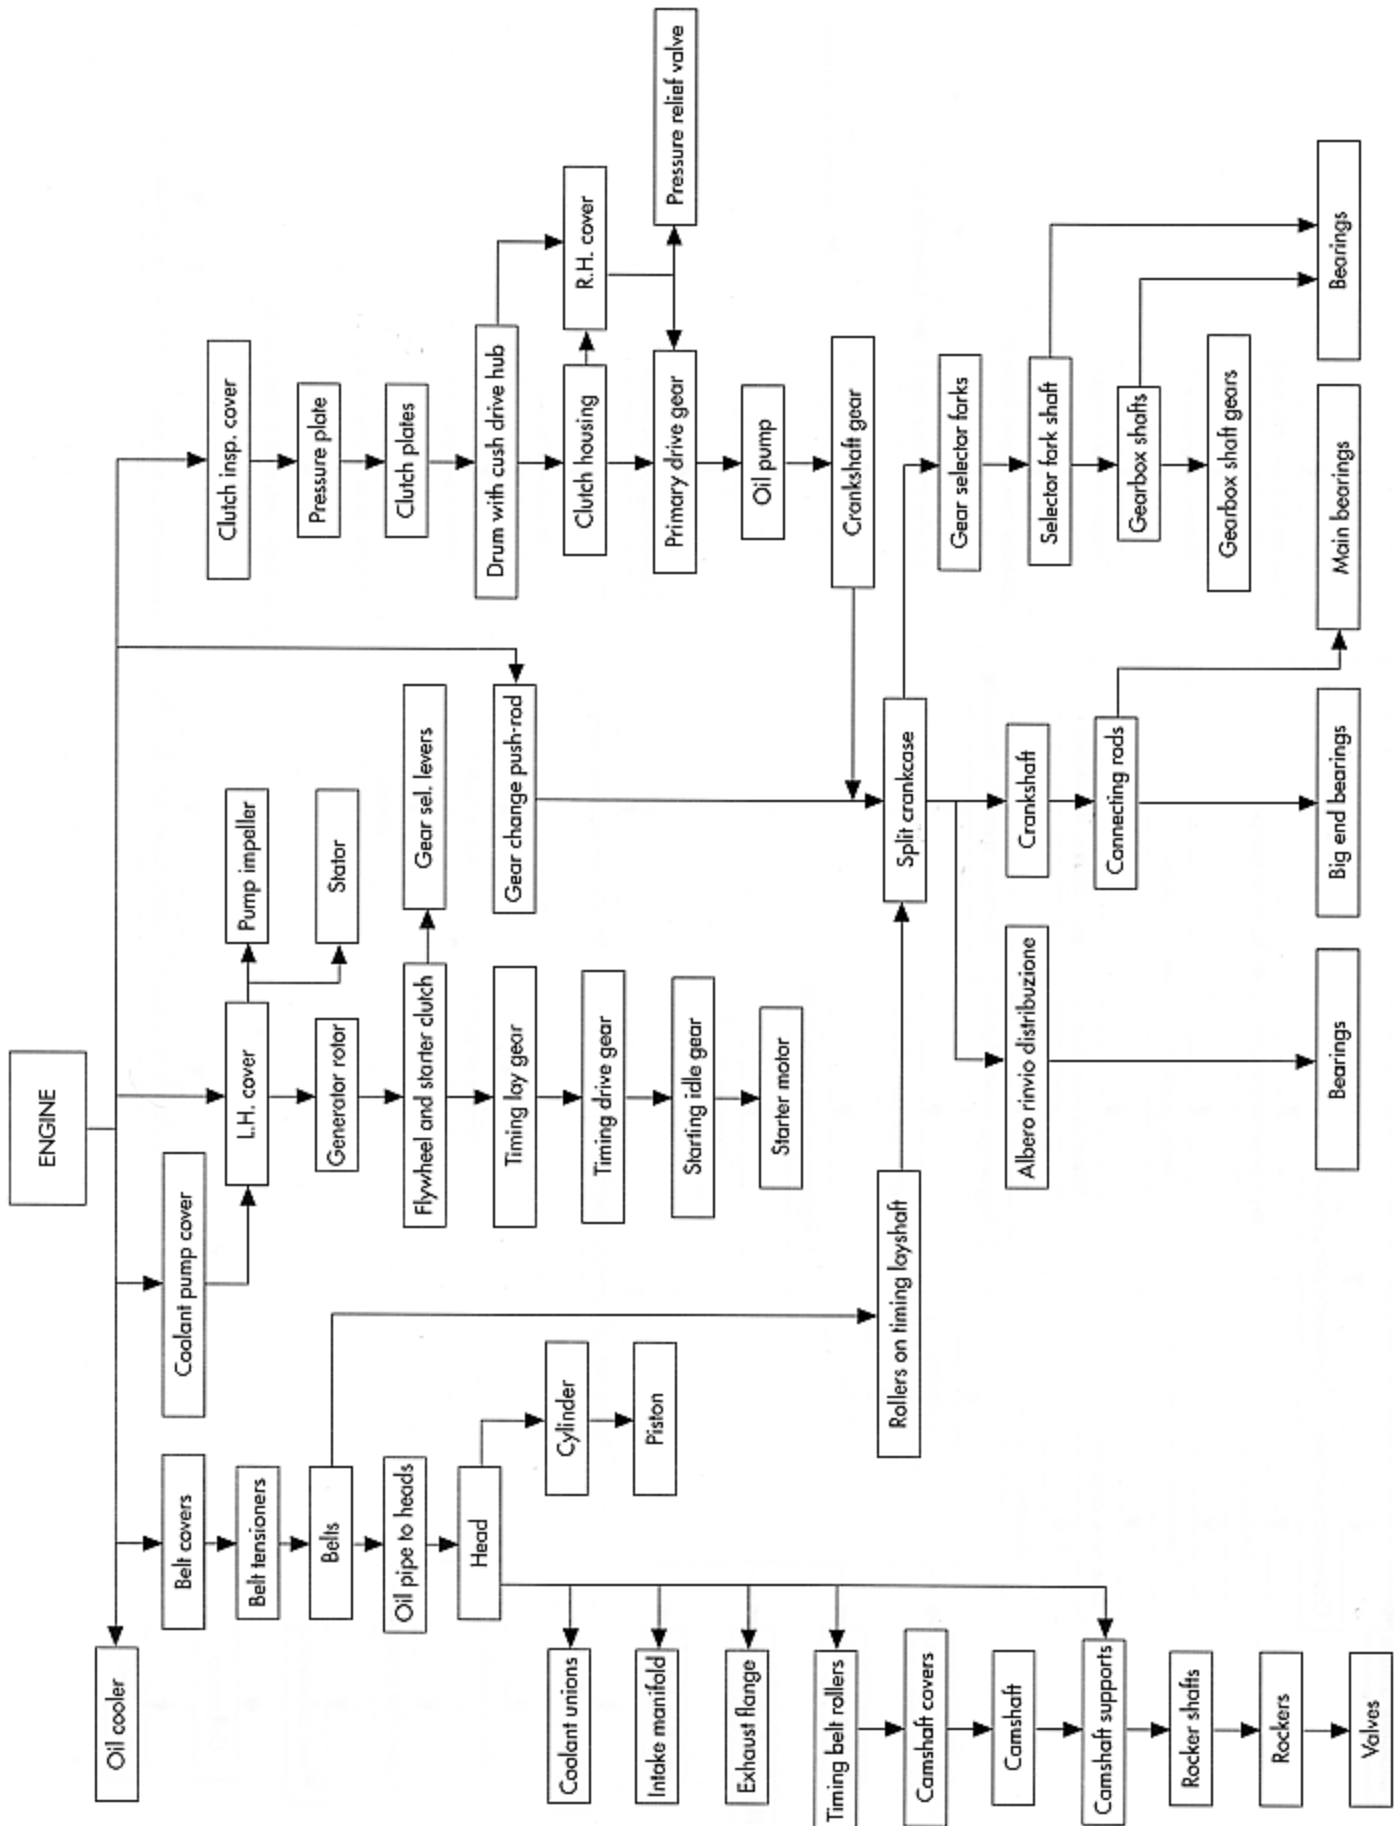 ENGINE
Oil cooler
Belt covers
Belt tensioners
Belts
Oil pipe to heads
Head
Cylinder
Piston
Coolant unions
Intake manifold
Exhaust flange
Timing belt rollers
Camshaft covers
Camshaft
Camshaft supports
Rocker shafts
Rockers
Valves
Coolant pump cover
L.H. cover
Pump impeller
Stator
Generator rotor
Flywheel and starter clutch
Gear sel. levers
Timing lay gear
Timing drive gear
Starting idle gear
Starter motor
Gear change push-rod
Clutch insp. cover
Pressure plate
Clutch plates
Drum with cush drive hub
Clutch housing
R.H. cover
Pressure relief valve
Primary drive gear
Oil pump
Crankshaft gear
Rollers on timing layshaft
Split crankcase
Albero rinvio distribuzione
Bearings
Crankshaft
Connecting rods
Big end bearings
Main bearings
Gear selector forks
Selector fork shaft
Gearbox shafts
Gearbox shaft gears
Bearings